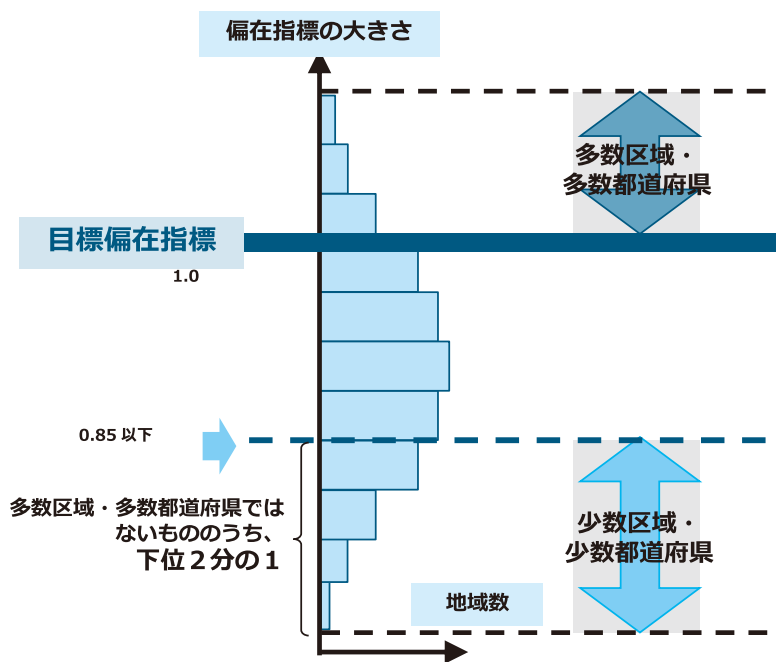 偏在指標の大きさ
多数区域・
多数都道府県
目標偏在指標
1.0
0.85 以下
多数区域・多数都道府県では
ないもののうち、
下位２分の１
少数区域・
少数都道府県
地域数